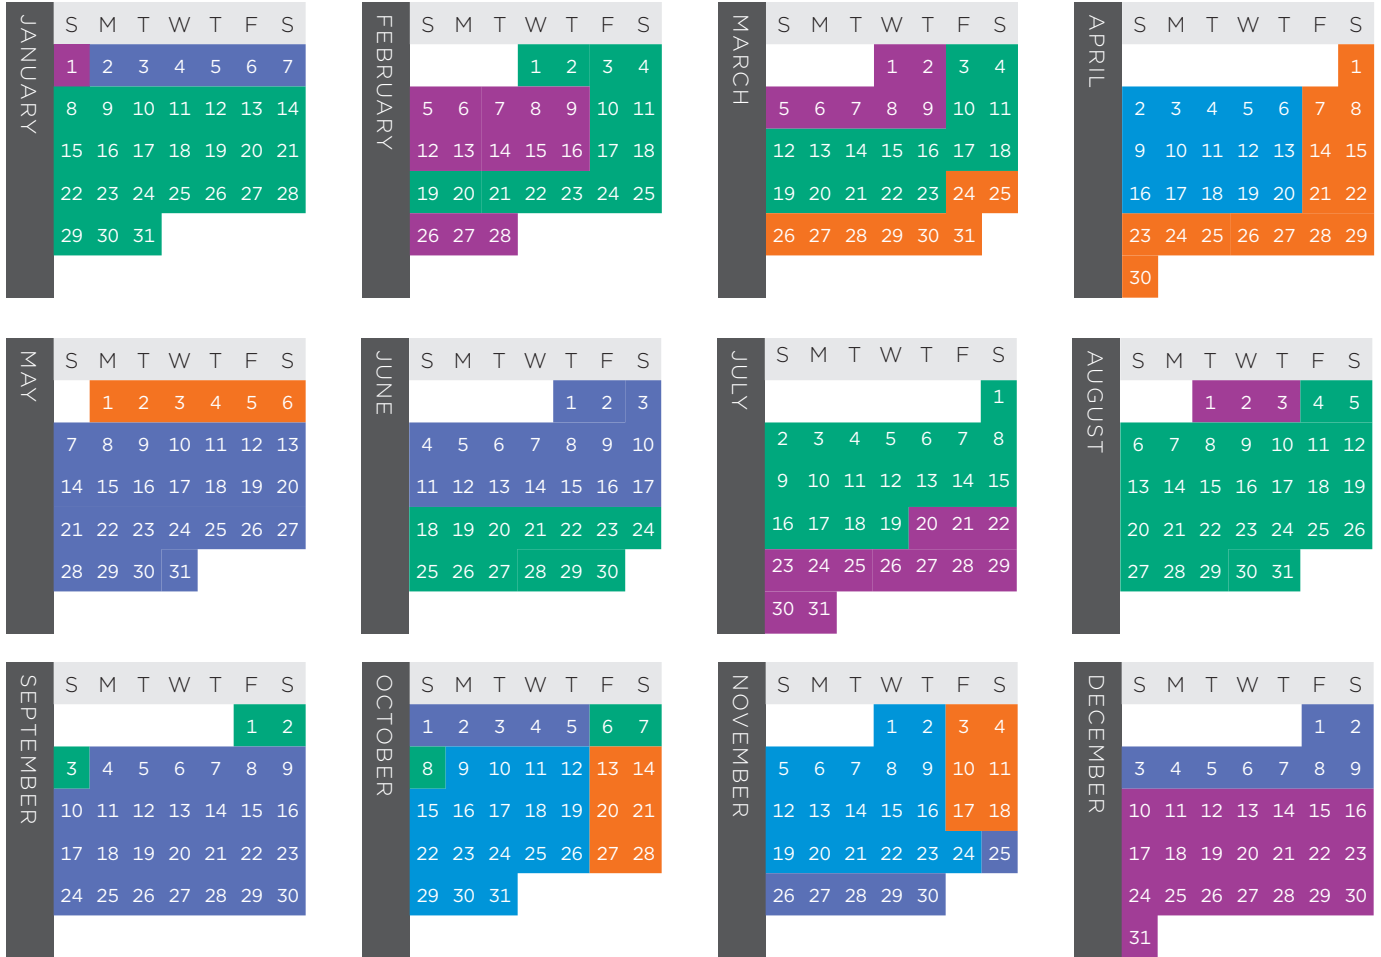 JANUARY
S M T W T F S
1 2 3 4 5 6 7
8 9 10 11 12 13 14
15 16 17 18 19 20 21
22 23 24 25 26 27 28
29 30 31
FEBRUARY
S M T W T F S
1 2 3 4
5 6 7 8 9 10 11
12 13 14 15 16 17 18
19 20 21 22 23 24 25
26 27 28
MARCH
S M T W T F S
1 2 3 4
5 6 7 8 9 10 11
12 13 14 15 16 17 18
19 20 21 22 23 24 25
26 27 28 29 30 31
APRIL
S M T W T F S
1
2 3 4 5 6 7 8
9 10 11 12 13 14 15
16 17 18 19 20 21 22
23 24 25 26 27 28 29
30
MAY
S M T W T F S
1 2 3 4 5 6
7 8 9 10 11 12 13
14 15 16 17 18 19 20
21 22 23 24 25 26 27
28 29 30 31
JUNE
S M T W T F S
1 2 3
4 5 6 7 8 9 10
11 12 13 14 15 16 17
18 19 20 21 22 23 24
25 26 27 28 29 30
JULY
S M T W T F S
1
2 3 4 5 6 7 8
9 10 11 12 13 14 15
16 17 18 19 20 21 22
23 24 25 26 27 28 29
30 31
AUGUST
S M T W T F S
1 2 3 4 5
6 7 8 9 10 11 12
13 14 15 16 17 18 19
20 21 22 23 24 25 26
27 28 29 30 31
SEPTEMBER
S M T W T F S
1 2
3 4 5 6 7 8 9
10 11 12 13 14 15 16
17 18 19 20 21 22 23
24 25 26 27 28 29 30
OCTOBER
S M T W T F S
1 2 3 4 5 6 7
8 9 10 11 12 13 14
15 16 17 18 19 20 21
22 23 24 25 26 27 28
29 30 31
NOVEMBER
S M T W T F S
1 2 3 4
5 6 7 8 9 10 11
12 13 14 15 16 17 18
19 20 21 22 23 24 25
26 27 28 29 30
DECEMBER
S M T W T F S
1 2
3 4 5 6 7 8 9
10 11 12 13 14 15 16
17 18 19 20 21 22 23
24 25 26 27 28 29 30
31